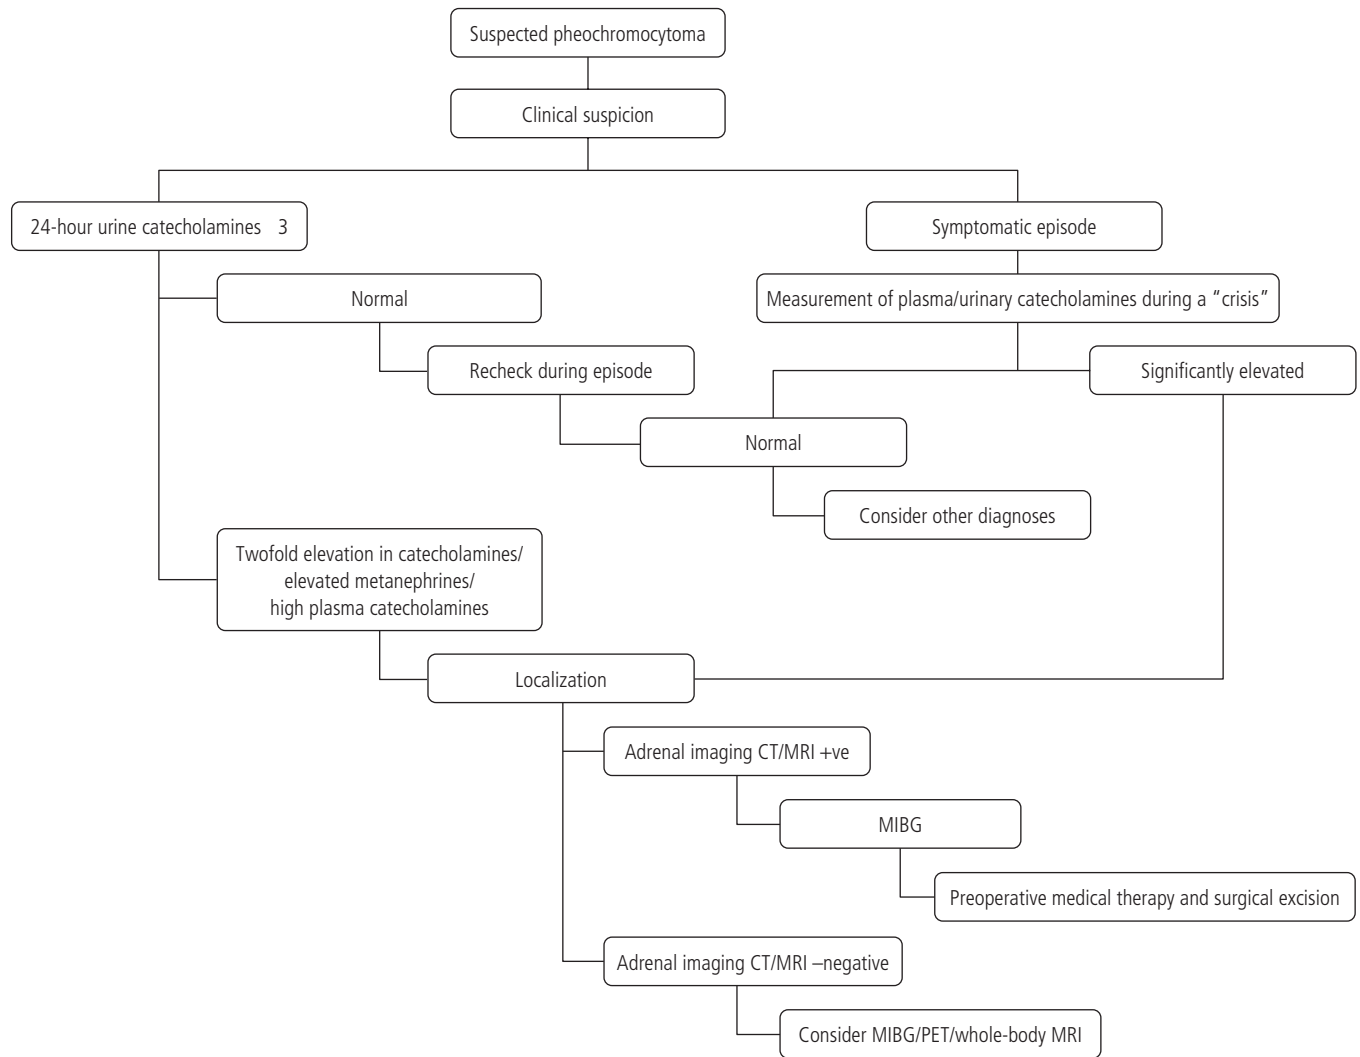 Suspected pheochromocytoma
Clinical suspicion
24-hour urine catecholamines 3
Symptomatic episode
Normal
Measurement of plasma/urinary catecholamines during a “crisis”
Recheck during episode
Significantly elevated
Normal
Consider other diagnoses
Twofold elevation in catecholamines/
elevated metanephrines/
high plasma catecholamines
Localization
Adrenal imaging CT/MRI +ve
MIBG
Preoperative medical therapy and surgical excision
Adrenal imaging CT/MRI –negative
Consider MIBG/PET/whole-body MRI